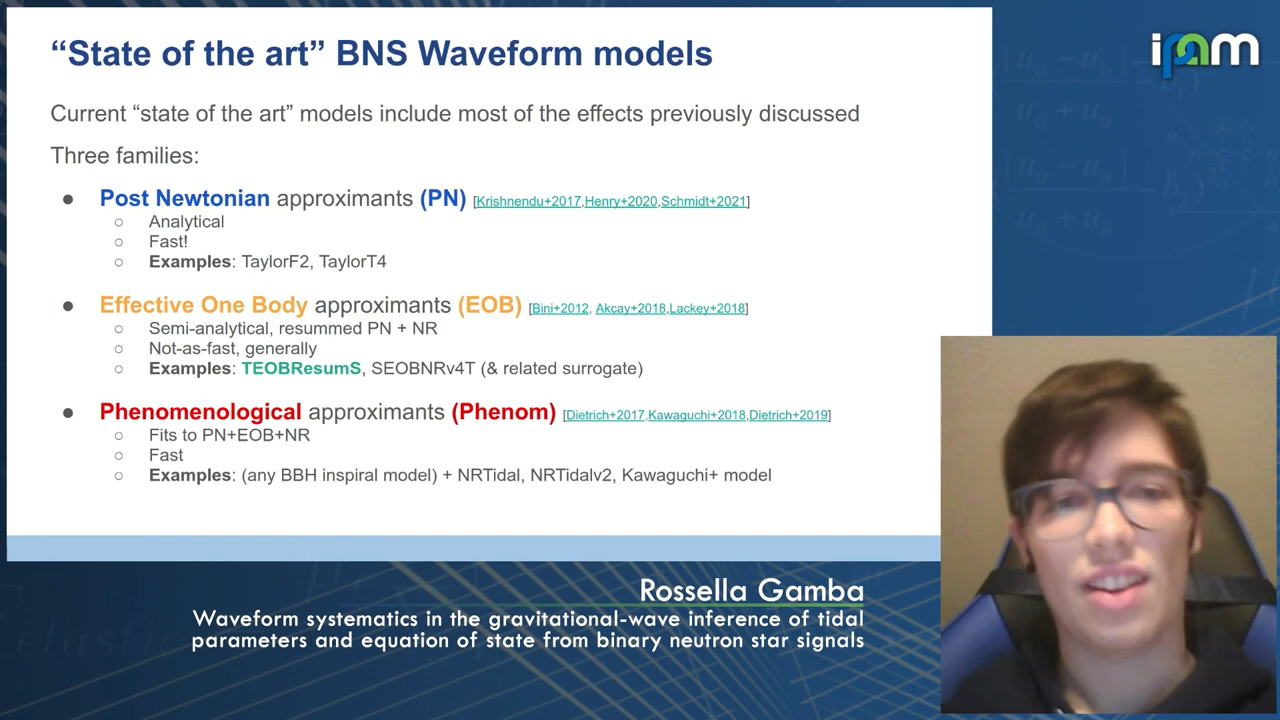 “State of the art” BNS Waveform models
ipam
Current “state of the art” models include most of the effects previously discussed
Three families:
● Post Newtonian approximants (PN) [Krishnendu+2017,Henry+2020,Schmidt+2021]
○ Analytical
○ Fast!
○ Examples: TaylorF2, TaylorT4
● Effective One Body approximants (EOB) [Bini+2012, Akcay+2018,Lackey+2018]
○ Semi-analytical, resummed PN + NR
○ Not-as-fast, generally
○ Examples: TEOBResumS, SEOBNRv4T (& related surrogate)
● Phenomenological approximants (Phenom) [Dietrich+2017,Kawaguchi+2018,Dietrich+2019]
○ Fits to PN+EOB+NR
○ Fast
○ Examples: (any BBH inspiral model) + NRTidal, NRTidalv2, Kawaguchi+ model
Rossella Gamba
Waveform systematics in the gravitational-wave inference of tidal
parameters and equation of state from binary neutron star signals